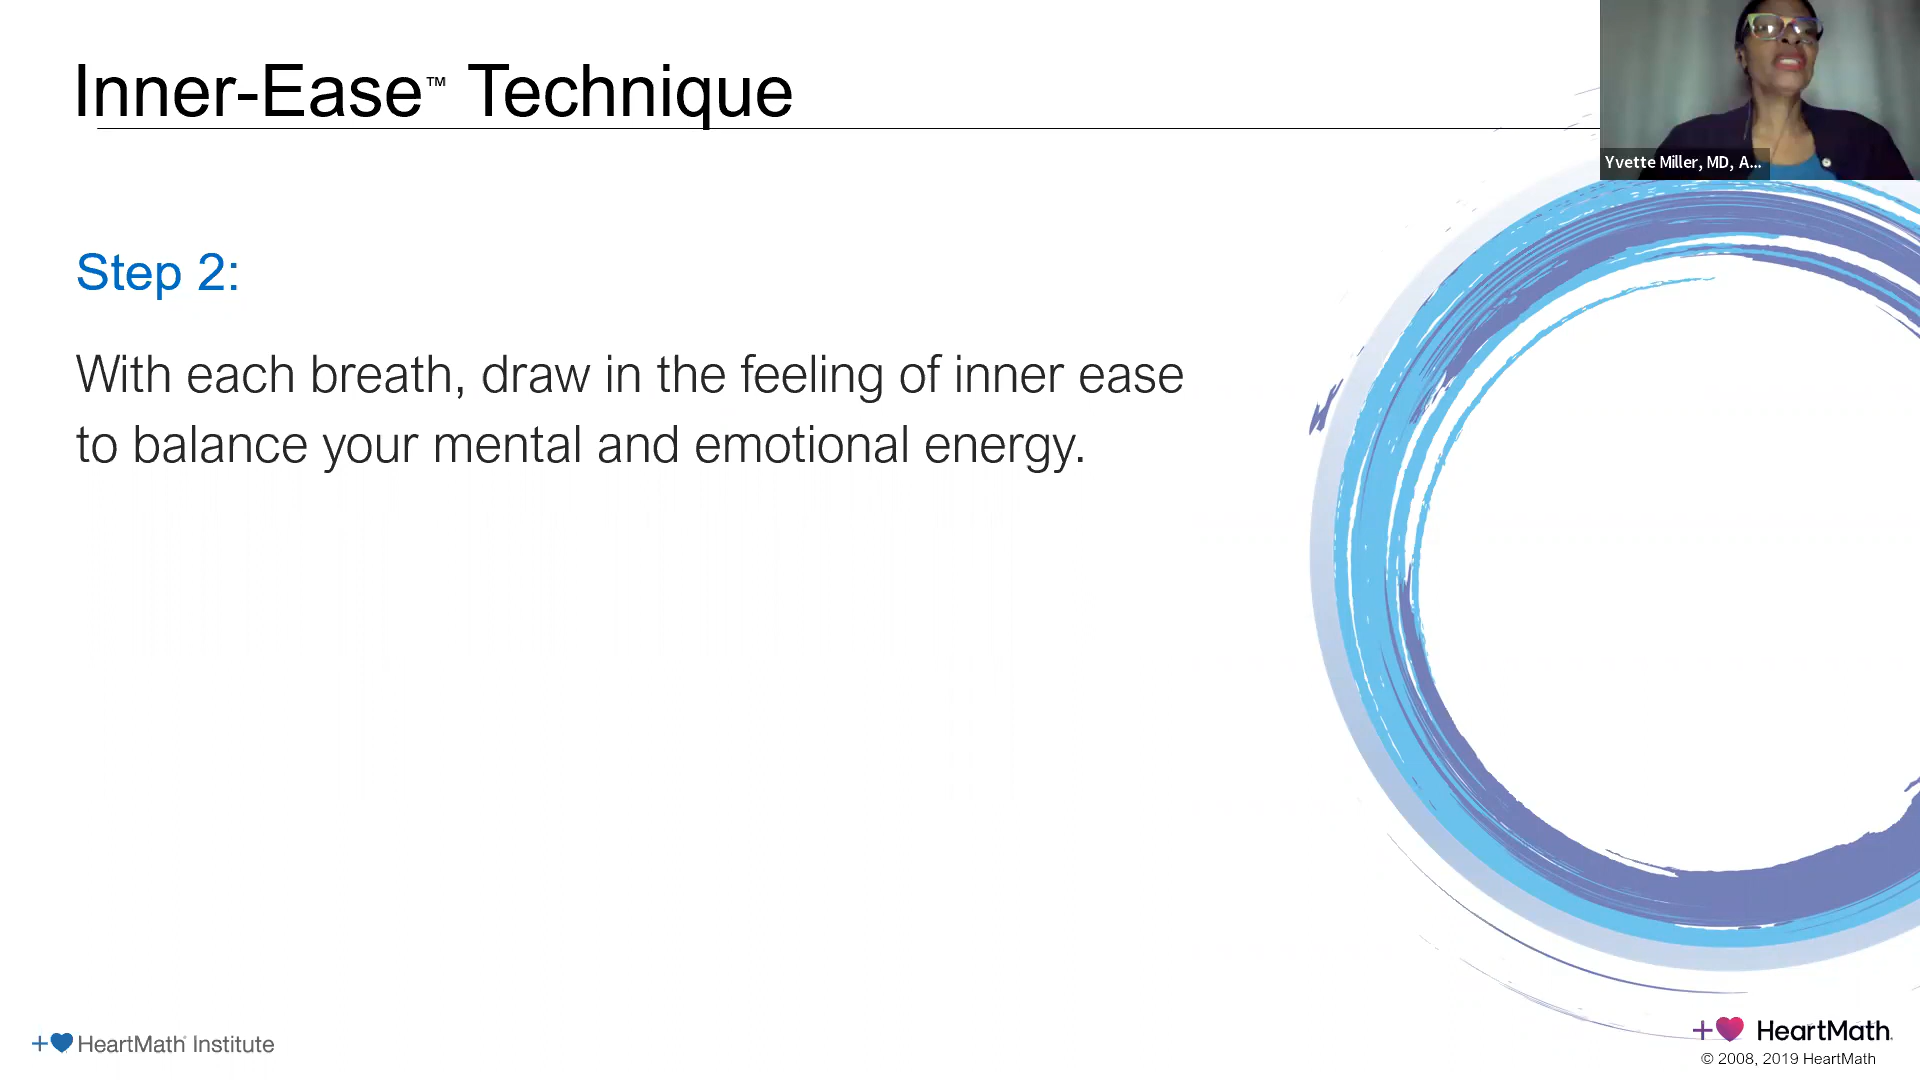 Inner-Ease™ Technique
Yvette Miller, MD, A...
Step 2:
With each breath, draw in the feeling of inner ease
to balance your mental and emotional energy.
HeartMath Institute
HeartMath
© 2008, 2019 HeartMath